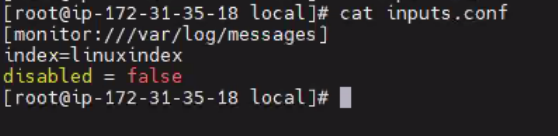 [root@ip-172-31-35-18 local]# cat inputs.conf
[monitor:///var/log/messages]
index=linuxindex
disabled = false
[root@ip-172-31-35-18 local]#